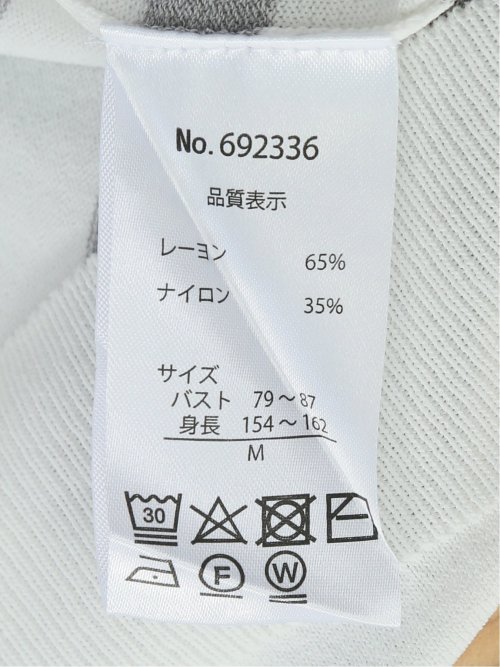 No. 692336
品質表示
レーヨン 65%
ナイロン 35%
サイズ
バスト 79～87
身長 154～162
M
30
F W